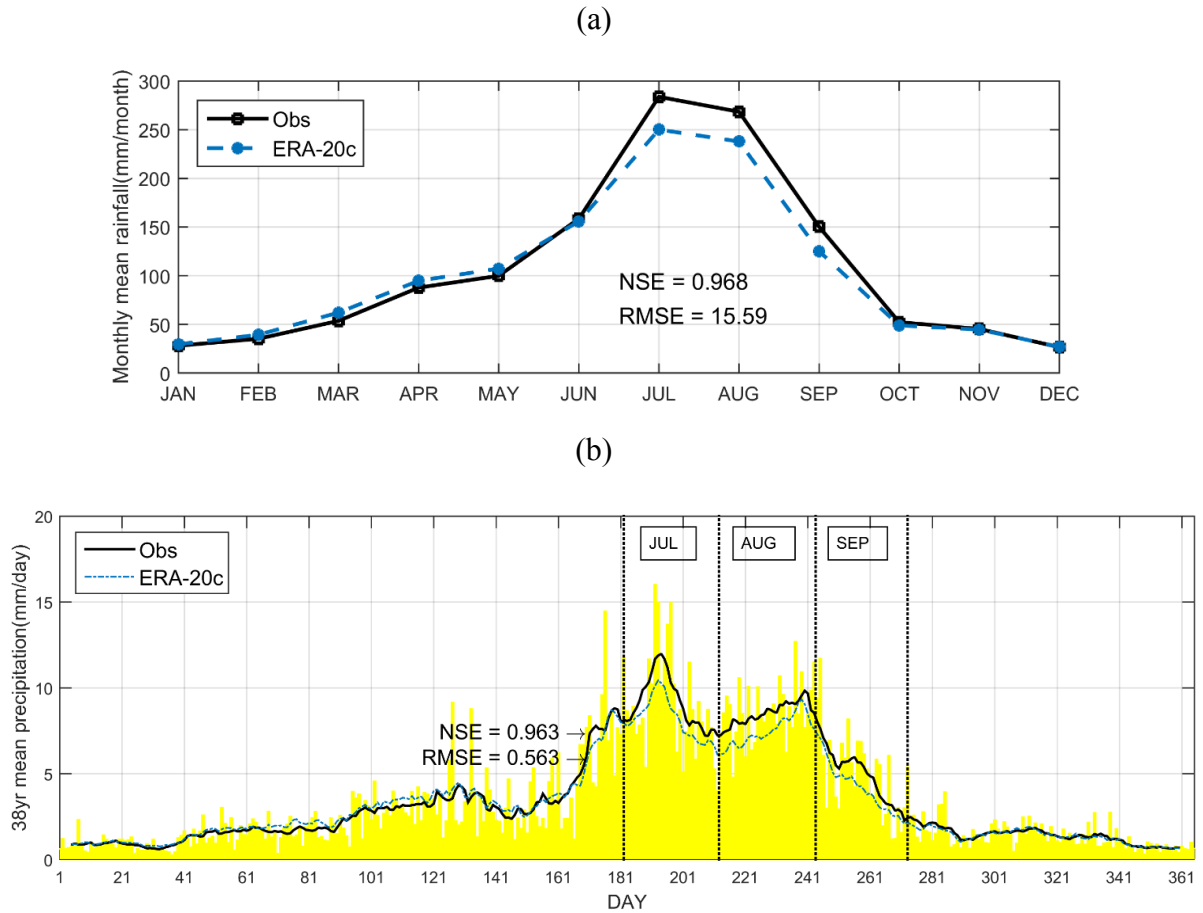 (a)
Monthly mean rainfall(mm/month)
300
250
200
150
100
50
0
Obs
ERA-20c
NSE = 0.968
RMSE = 15.59
JAN FEB MAR APR MAY JUN JUL AUG SEP OCT NOV DEC
(b)
38yr mean precipitation(mm/day)
20
15
10
5
0
Obs
ERA-20c
JUL AUG SEP
NSE = 0.963
RMSE = 0.563
1 21 41 61 81 101 121 141 161 181 201 221 241 261 281 301 321 341 361
DAY